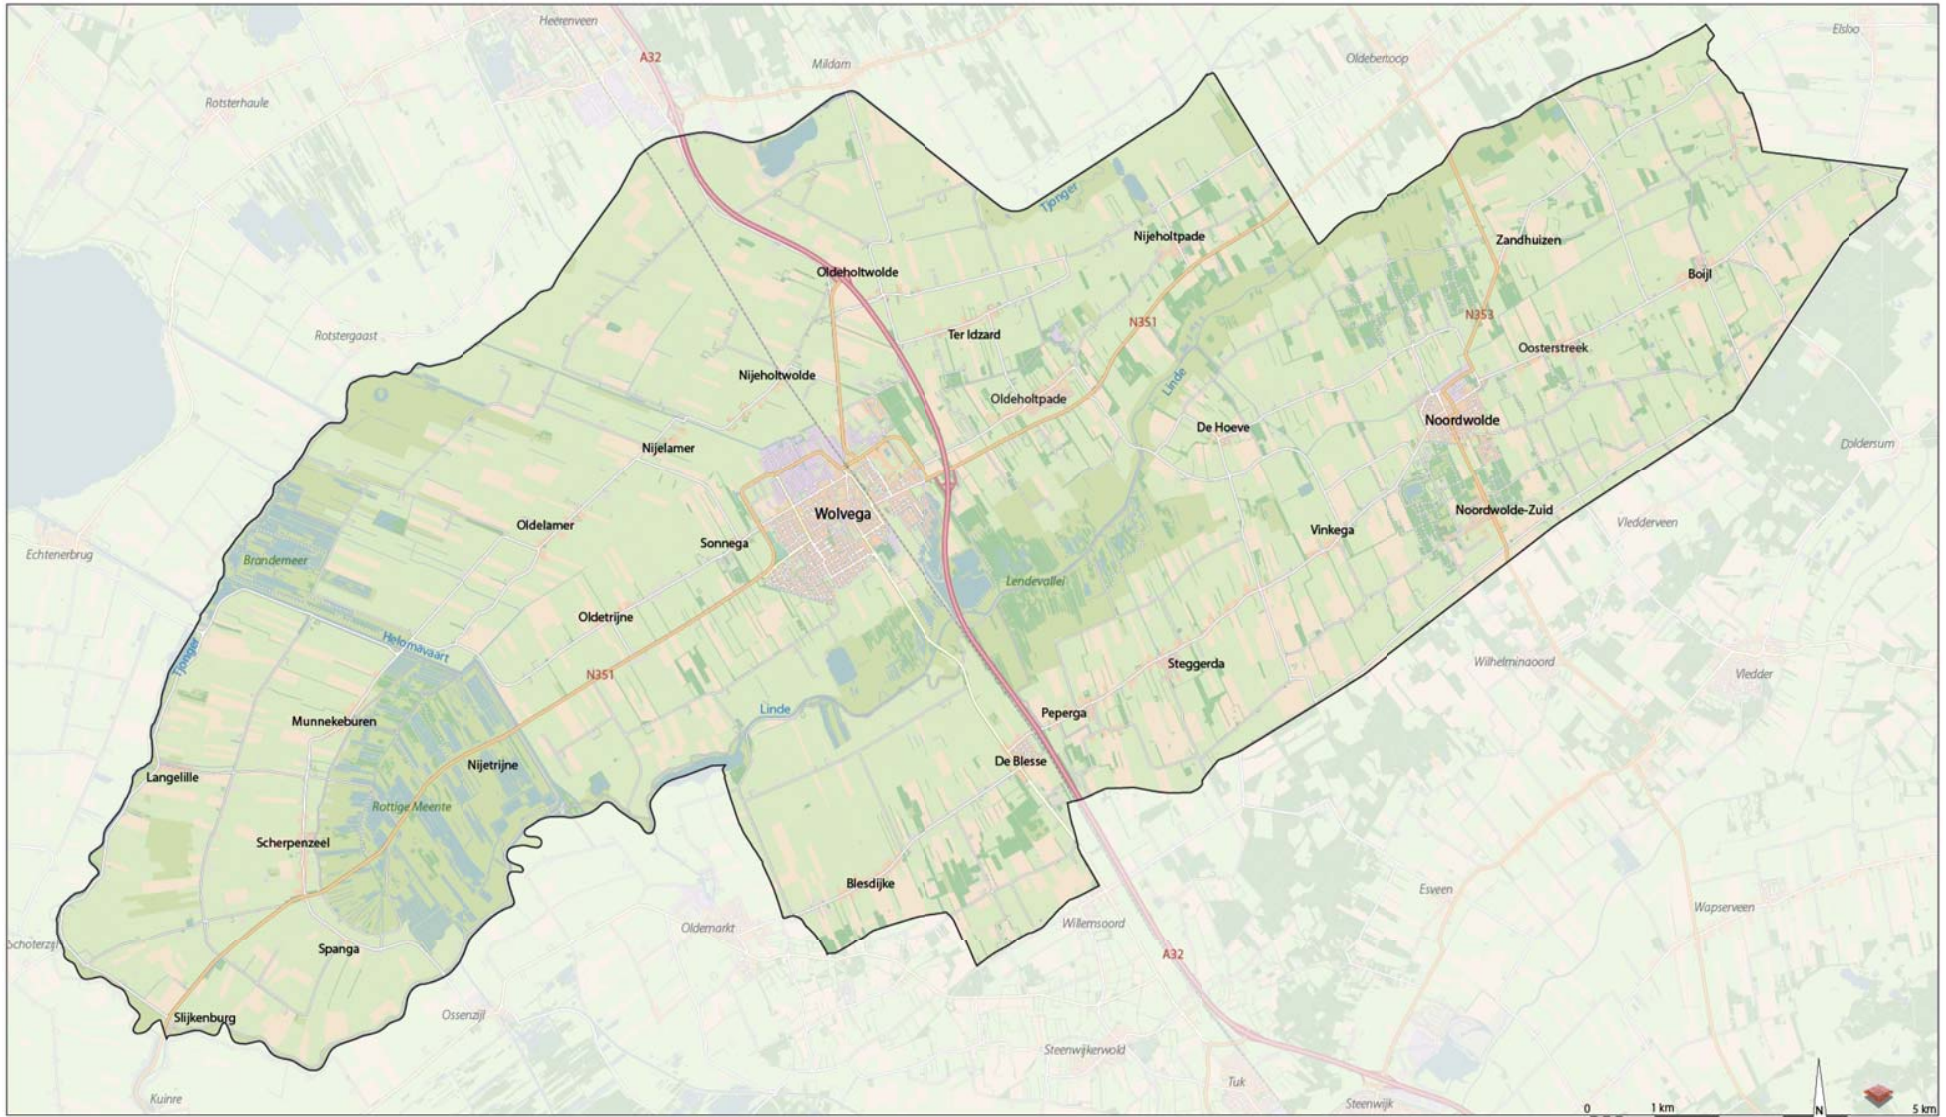 Heerenveen
Elsloo
A32
Mildam
Oldeberkoop
Rotsterhaule
Tjonger
Nijeholtpade
Zandhuizen
Oldeholtwolde
Boijl
N353
N351
Rotstergaast
Ter Idzard
Oosterstreek
Nijeholtwolde
Linde
Oldeholtpade
Noordwolde
De Hoeve
Doldersum
Nijelamer
Wolvega
Noordwolde-Zuid
Oldelamer
Vledderveen
Vinkega
Sonnega
Echtenerbrug
Brandemeer
Lendevallei
Oldetrijne
Helomavaart
Tjonger
Wilhelminaoord
Steggerda
Vledder
N351
Linde
Peperga
Munnekeburen
De Blesse
Nijetrijne
Langelille
Rottige Meente
Scherpenzeel
Blesdijke
Esveen
Wapserveen
Willemsoord
Oldemarkt
Spanga
A32
Ossenzijl
Slijkenburg
Steenwijkerwold
Tuk
Kuinre
Steenwijk
0 1 km 5 km
N